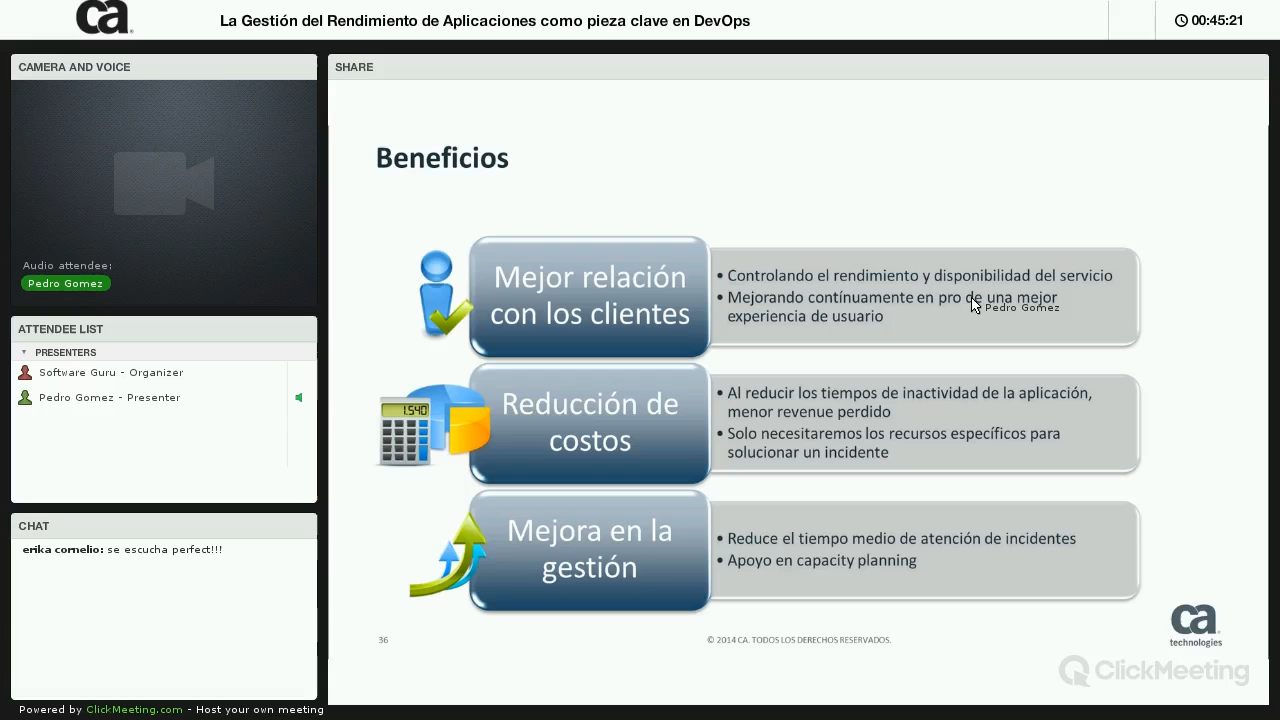 ca
La Gestión del Rendimiento de Aplicaciones como pieza clave en DevOps
00:45:21
CAMERA AND VOICE
Audio attendee:
Pedro Gomez
ATTENDEE LIST
PRESENTERS
Software Guru - Organizer
Pedro Gomez - Presenter
CHAT
erika cornelio: se escucha perfect!!!
Powered by ClickMeeting.com - Host your own meeting
SHARE
Beneficios
Mejor relación
con los clientes
• Controlando el rendimiento y disponibilidad del servicio
• Mejorando contínuamente en pro de una mejor
experiencia de usuario
Pedro Gomez
1.540
Reducción de
costos
• Al reducir los tiempos de inactividad de la aplicación,
menor revenue perdido
• Solo necesitaremos los recursos específicos para
solucionar un incidente
Mejora en la
gestión
• Reduce el tiempo medio de atención de incidentes
• Apoyo en capacity planning
36
© 2014 CA. TODOS LOS DERECHOS RESERVADOS.
ca
technologies
ClickMeeting